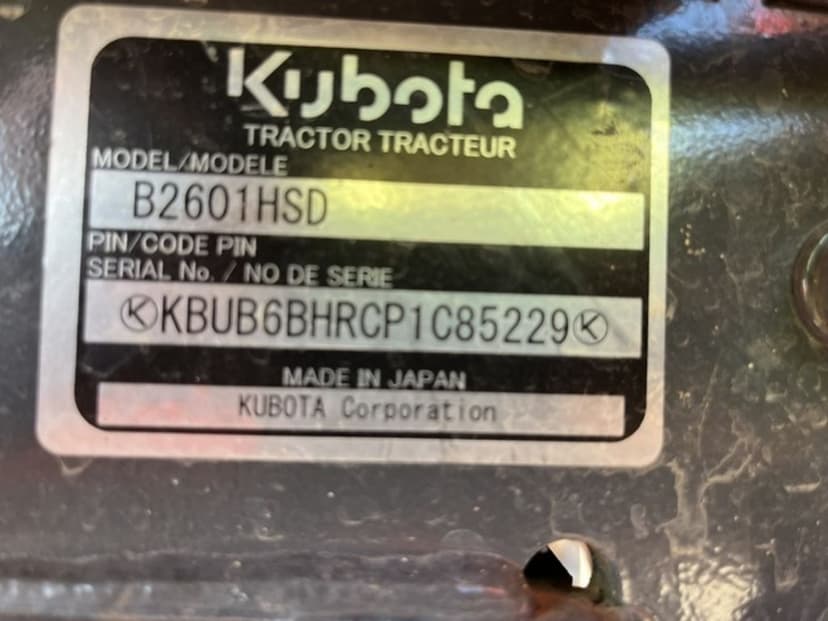 Kubota
TRACTOR TRACTEUR
MODEL/MODELE
B2601HSD
PIN/CODE PIN
SERIAL No. / NO DE SERIE
KBUB6BHRCP1C85229
MADE IN JAPAN
KUBOTA Corporation